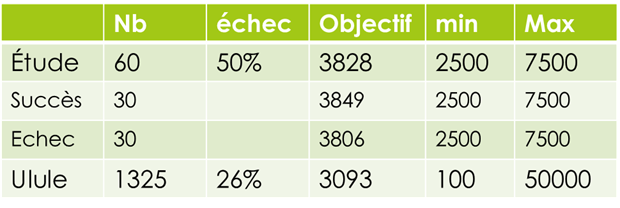 Nb échec Objectif min Max
Étude 60 50% 3828 2500 7500
Succès 30 3849 2500 7500
Echec 30 3806 2500 7500
Ulule 1325 26% 3093 100 50000